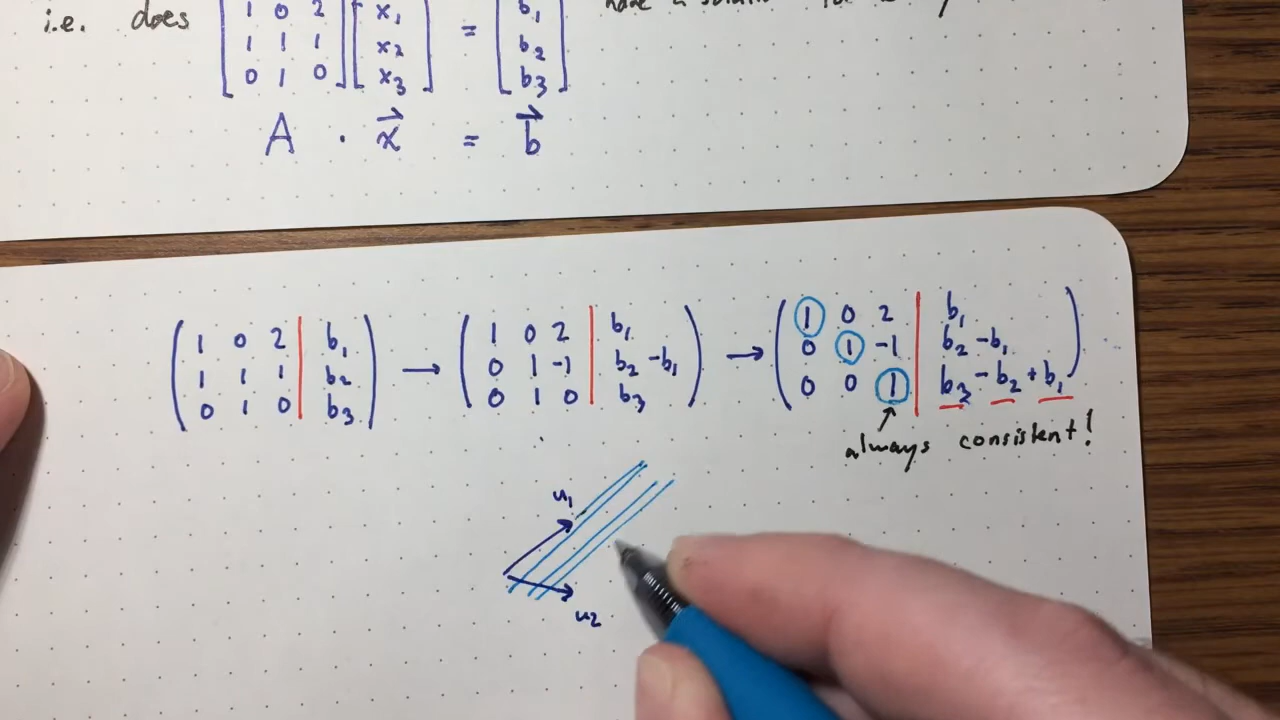 i.e. does [1 0 2; 1 1 1; 0 1 0] [x₁; x₂; x₃] = [b₁; b₂; b₃]
A · x⃗ = b⃗
(1 0 2 | b₁) → (1 0 2 | b₁) → (1 0 2 | b₁)
(1 1 1 | b₂) (0 1 -1 | b₂ - b₁) (0 1 -1 | b₂ - b₁)
(0 1 0 | b₃) (0 1 0 | b₃) (0 0 1 | b₃ - b₂ + b₁)
always consistent!
u₁
u₂